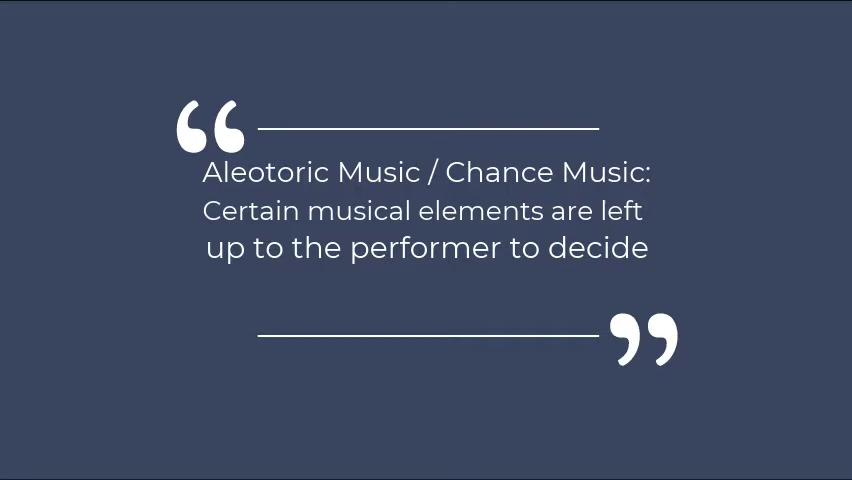 Aleotoric Music / Chance Music:
Certain musical elements are left
up to the performer to decide